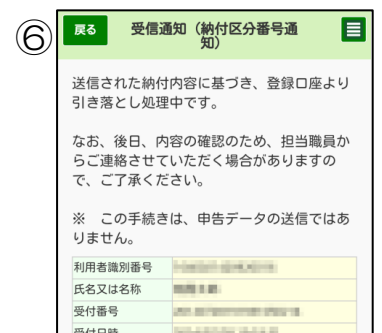 ⑥
戻る
受信通知（納付区分番号通
知）
送信された納付内容に基づき、登録口座より
引き落とし処理中です。
なお、後日、内容の確認のため、担当職員か
らご連絡させていただく場合がありますの
で、ご了承ください。
※　この手続きは、申告データの送信ではあ
りません。
利用者識別番号
氏名又は名称
受付番号
受付日時